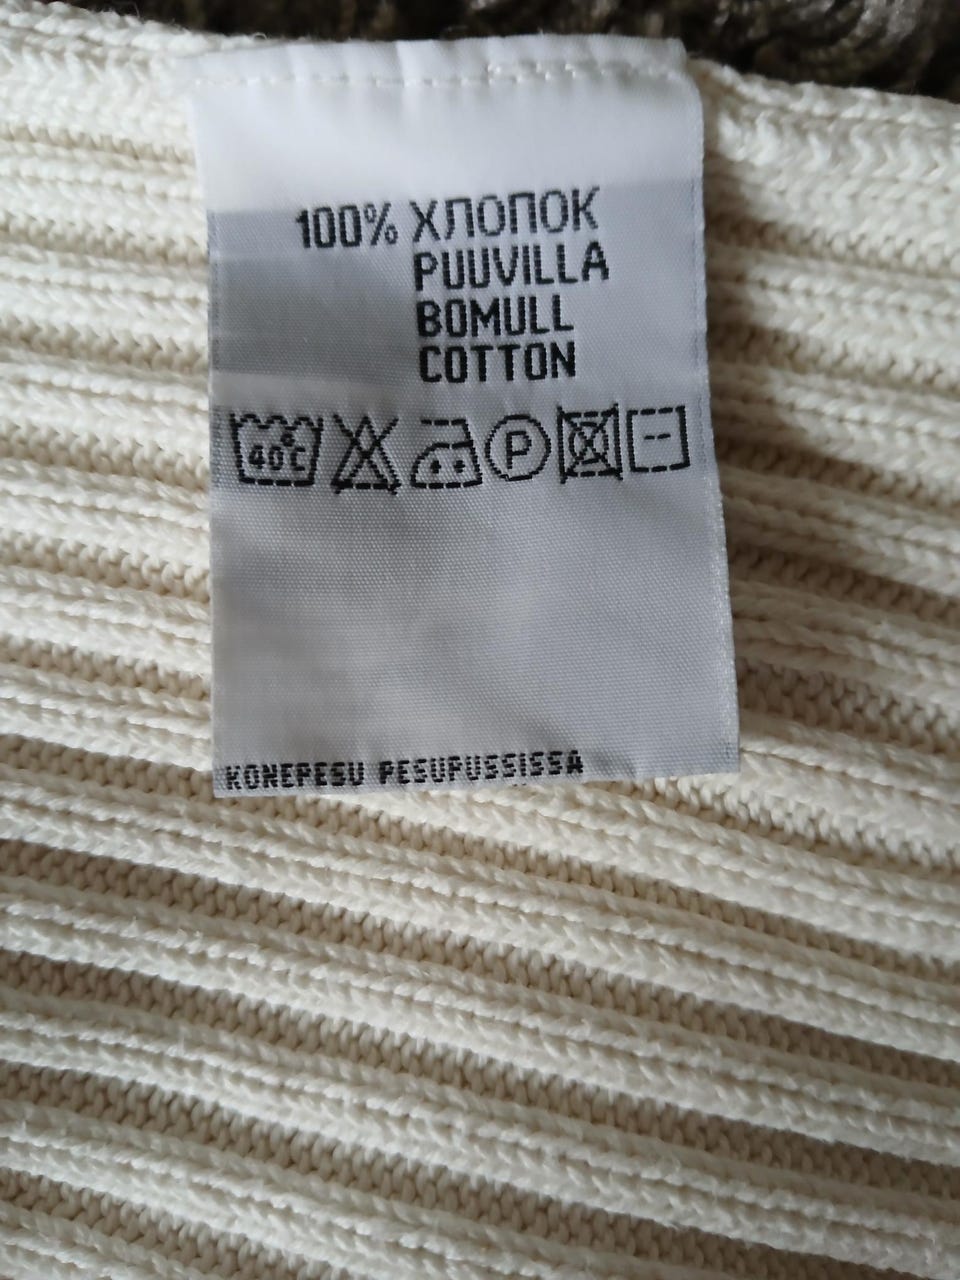 100% ХЛОПОК
PUUVILLA
BOMULL
COTTON
40°C P
KONEPESU PESUPUSSISSA